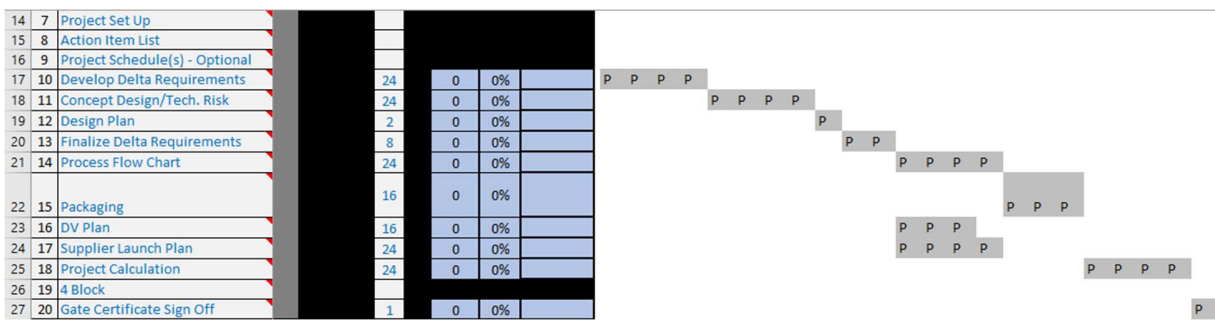 14 7 Project Set Up
15 8 Action Item List
16 9 Project Schedule(s) - Optional
17 10 Develop Delta Requirements 24 0 0% P P P P
18 11 Concept Design/Tech. Risk 24 0 0% P P P P
19 12 Design Plan 2 0 0% P
20 13 Finalize Delta Requirements 8 0 0% P P
21 14 Process Flow Chart 24 0 0% P P P P
22 15 Packaging 16 0 0% P P P
23 16 DV Plan 16 0 0% P P P
24 17 Supplier Launch Plan 24 0 0% P P P P
25 18 Project Calculation 24 0 0% P P P P
26 19 4 Block
27 20 Gate Certificate Sign Off 1 0 0% P